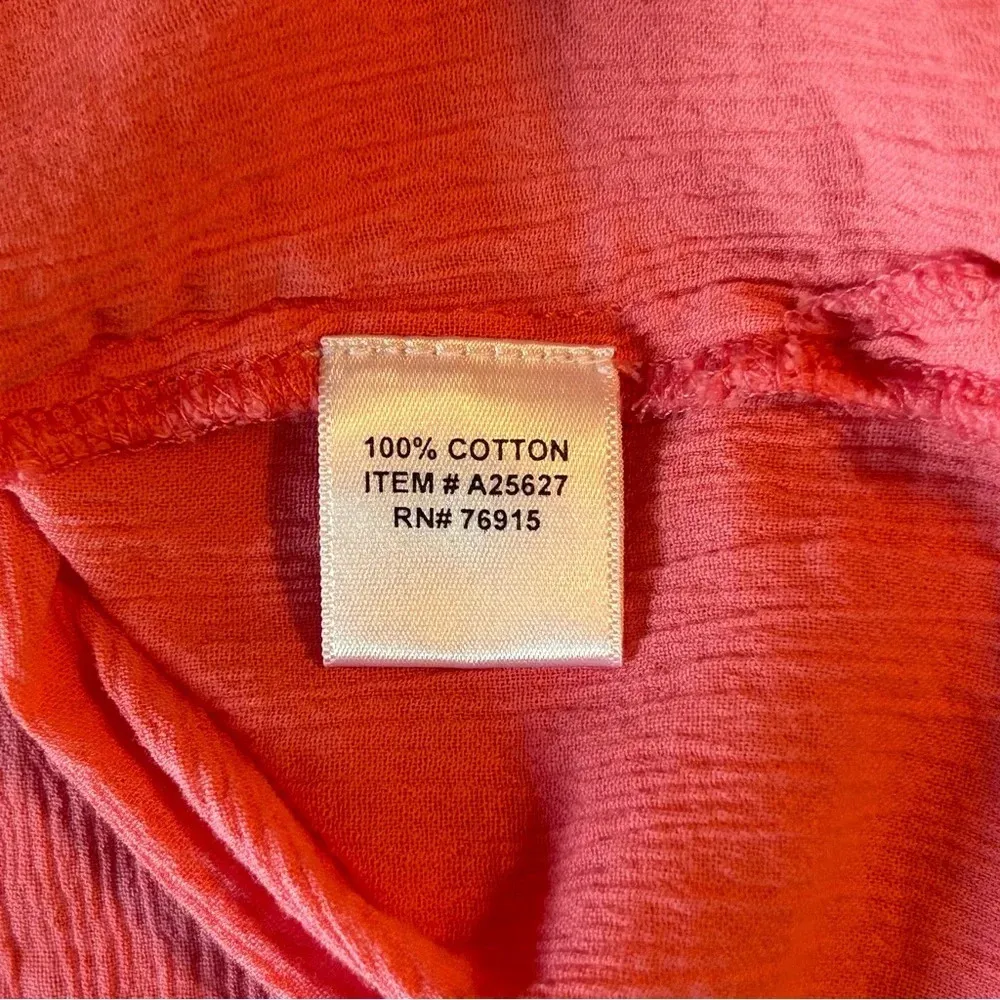 100% COTTON
ITEM # A25627
RN# 76915